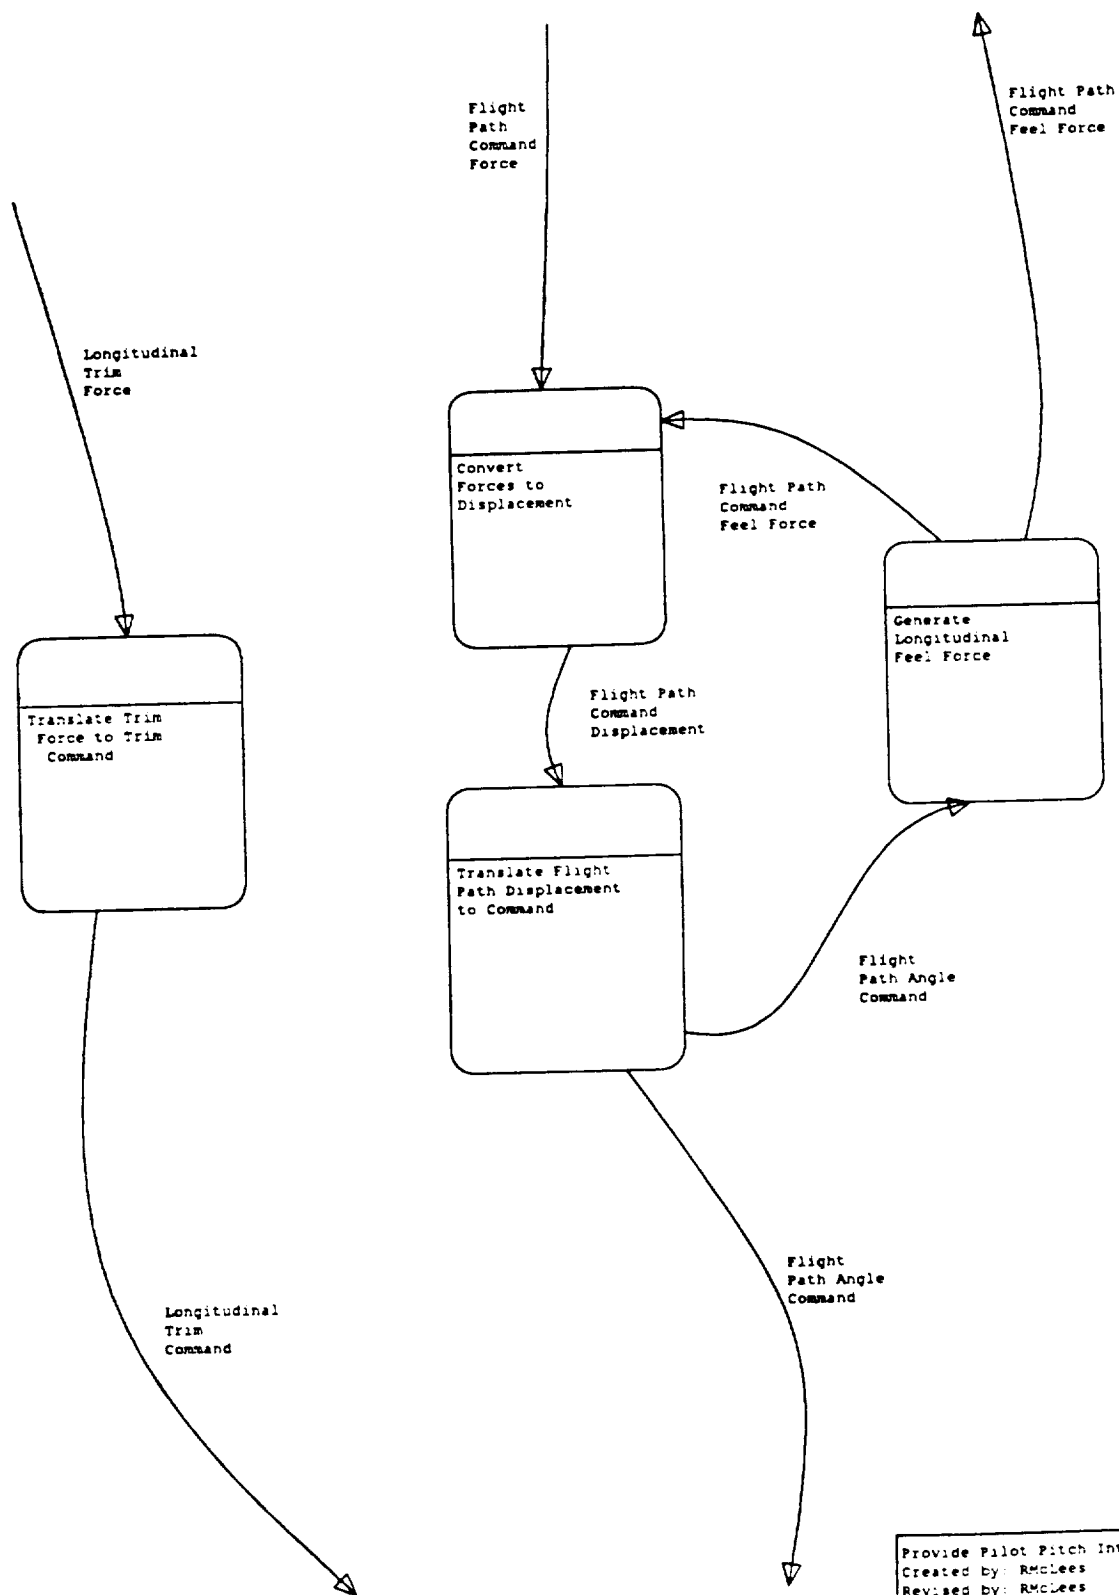 Flight
Path
Command
Force
Flight Path
Command
Feel Force
Longitudinal
Trim
Force
Convert
Forces to
Displacement
Flight Path
Command
Feel Force
Generate
Longitudinal
Feel Force
Flight Path
Command
Displacement
Translate Trim
Force to Trim
Command
Translate Flight
Path Displacement
to Command
Flight
Path Angle
Command
Flight
Path Angle
Command
Longitudinal
Trim
Command
Provide Pilot Pitch Int
Created by: RMcLees
Revised by: RMcLees